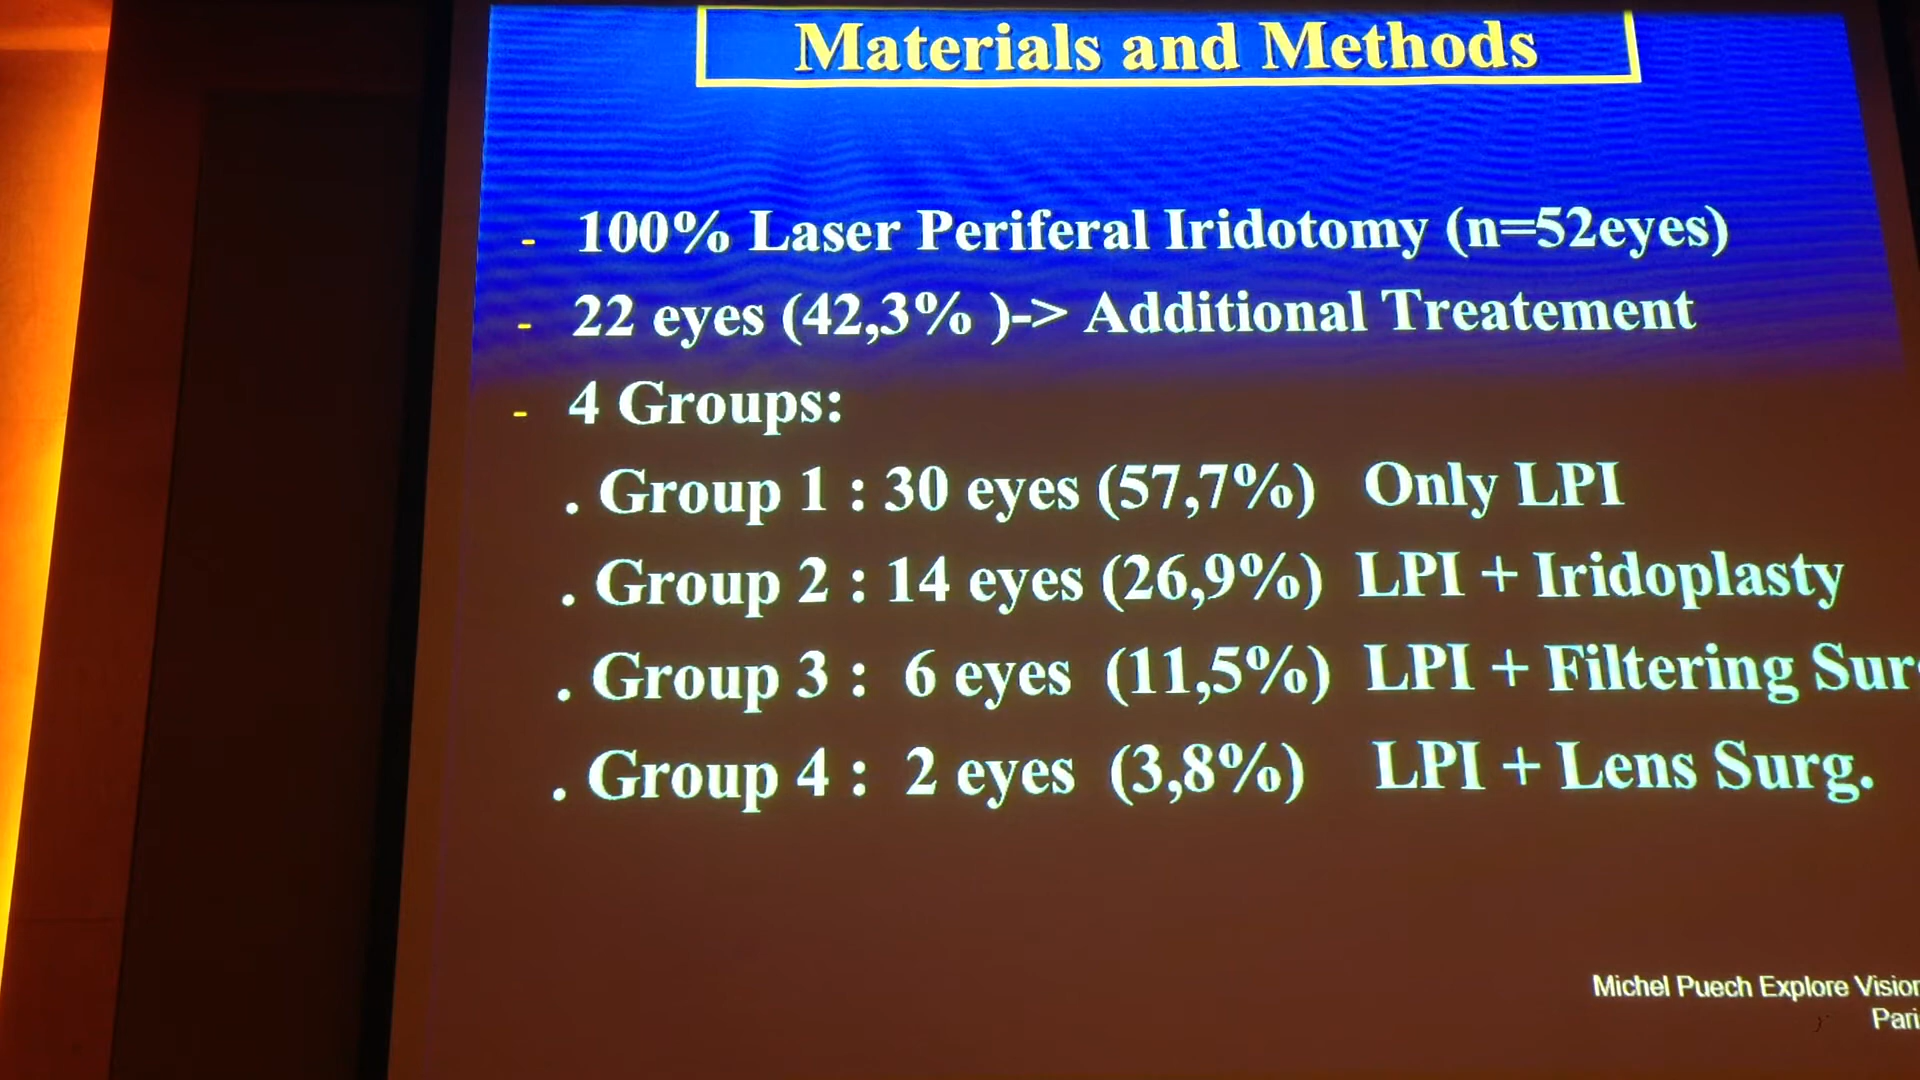 Materials and Methods
- 100% Laser Periferal Iridotomy (n=52eyes)
- 22 eyes (42,3% )-> Additional Treatement
- 4 Groups:
. Group 1 : 30 eyes (57,7%) Only LPI
. Group 2 : 14 eyes (26,9%) LPI + Iridoplasty
. Group 3 : 6 eyes (11,5%) LPI + Filtering
. Group 4 : 2 eyes (3,8%) LPI + Lens Surg.
Michel Puech Explore Vision